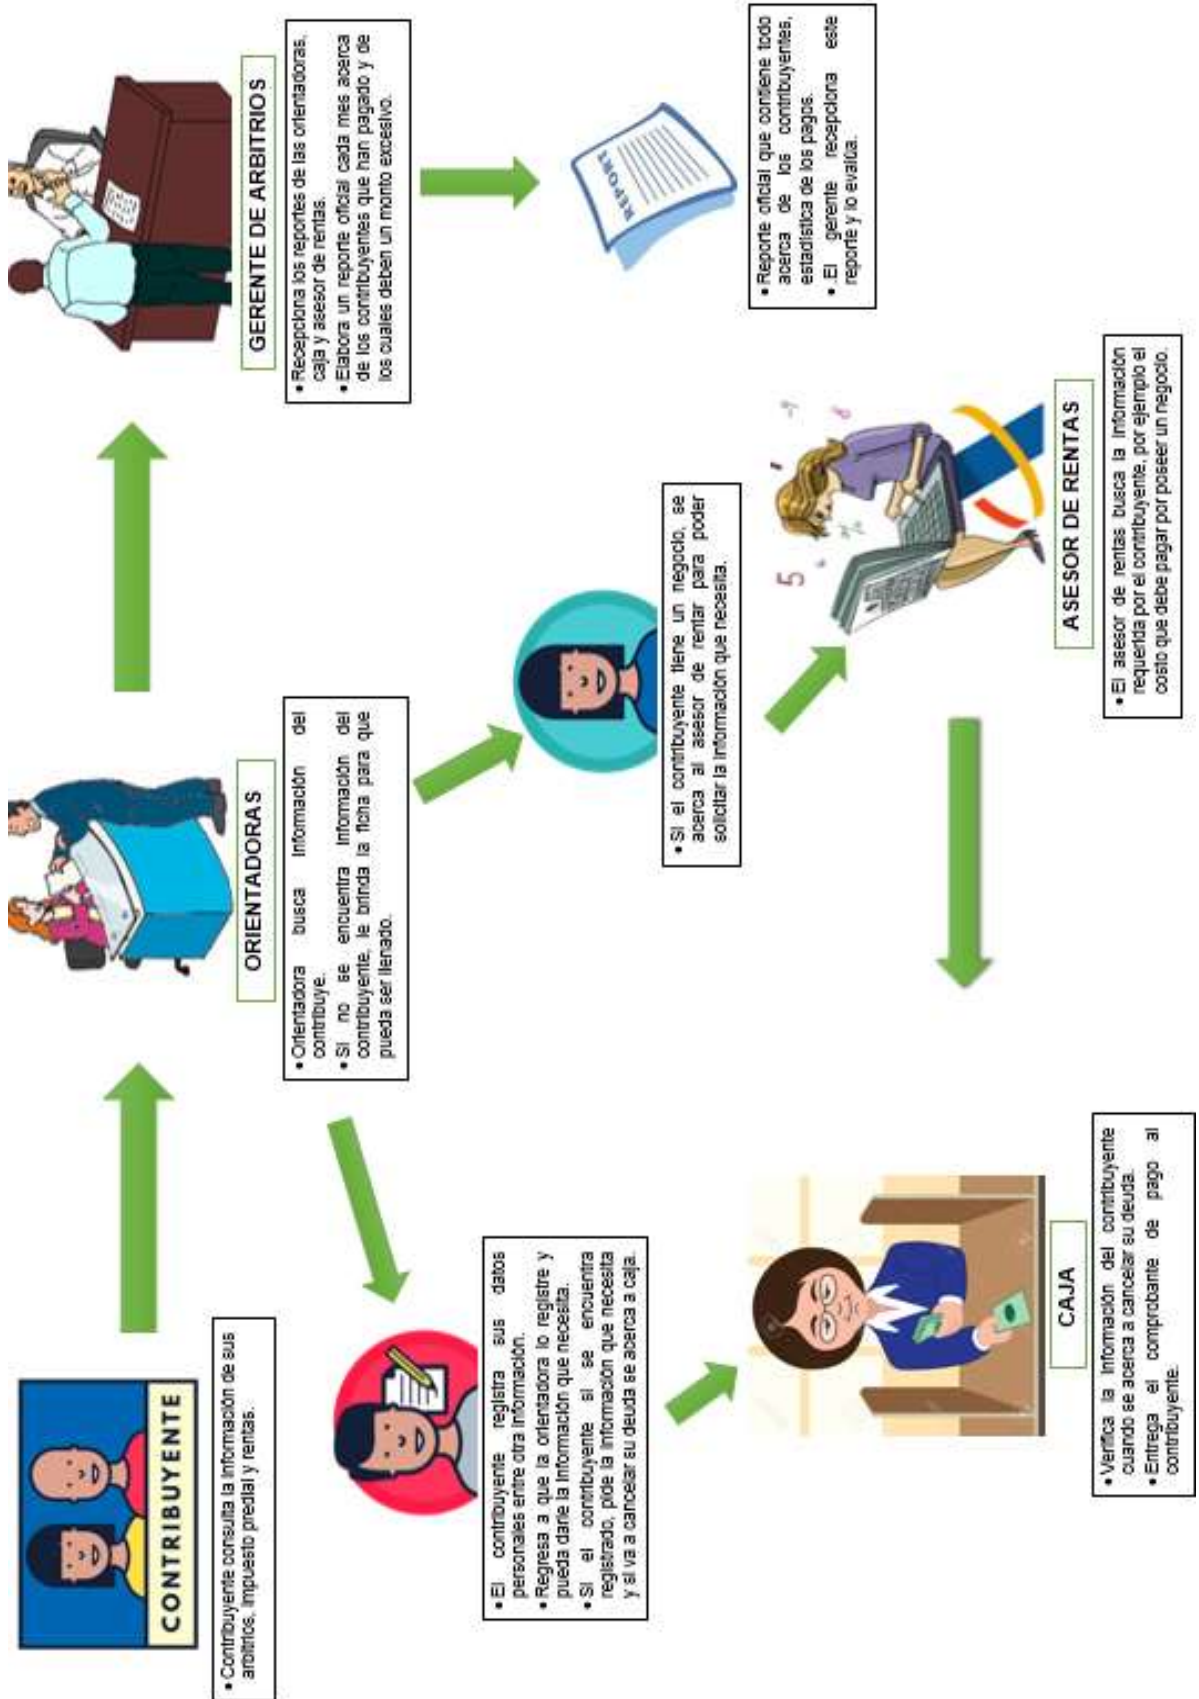 CONTRIBUYENTE
• Contribuyente consulta la información de sus
arbitrios, impuesto predial y rentas.
ORIENTADORAS
• Orientadora busca información del
contribuye.
• Si no se encuentra información del
contribuyente, le brinda la ficha para que
pueda ser llenado.
GERENTE DE ARBITRIOS
• Recepciona los reportes de las orientadoras,
caja y asesor de rentas.
• Elabora un reporte oficial cada mes acerca
de los contribuyentes que han pagado y de
los cuales deben un monto excesivo.
• El contribuyente registra sus datos
personales entre otra información.
• Regresa a que la orientadora lo registre y
pueda darle la información que necesita.
• Si el contribuyente si se encuentra
registrado, pide la información que necesita
y si va a cancelar su deuda se acerca a caja.
• Si el contribuyente tiene un negocio, se
acerca al asesor de rentar para poder
solicitar la información que necesita.
REPORT
• Reporte oficial que contiene todo
acerca de los contribuyentes,
estadística de los pagos.
• .El gerente recepciona este
reporte y lo evalúa.
CAJA
• Verifica la información del contribuyente
cuando se acerca a cancelar su deuda.
• Entrega el comprobante de pago al
contribuyente.
5
ASESOR DE RENTAS
• El asesor de rentas busca la información
requerida por el contribuyente, por ejemplo el
costo que debe pagar por poseer un negocio.